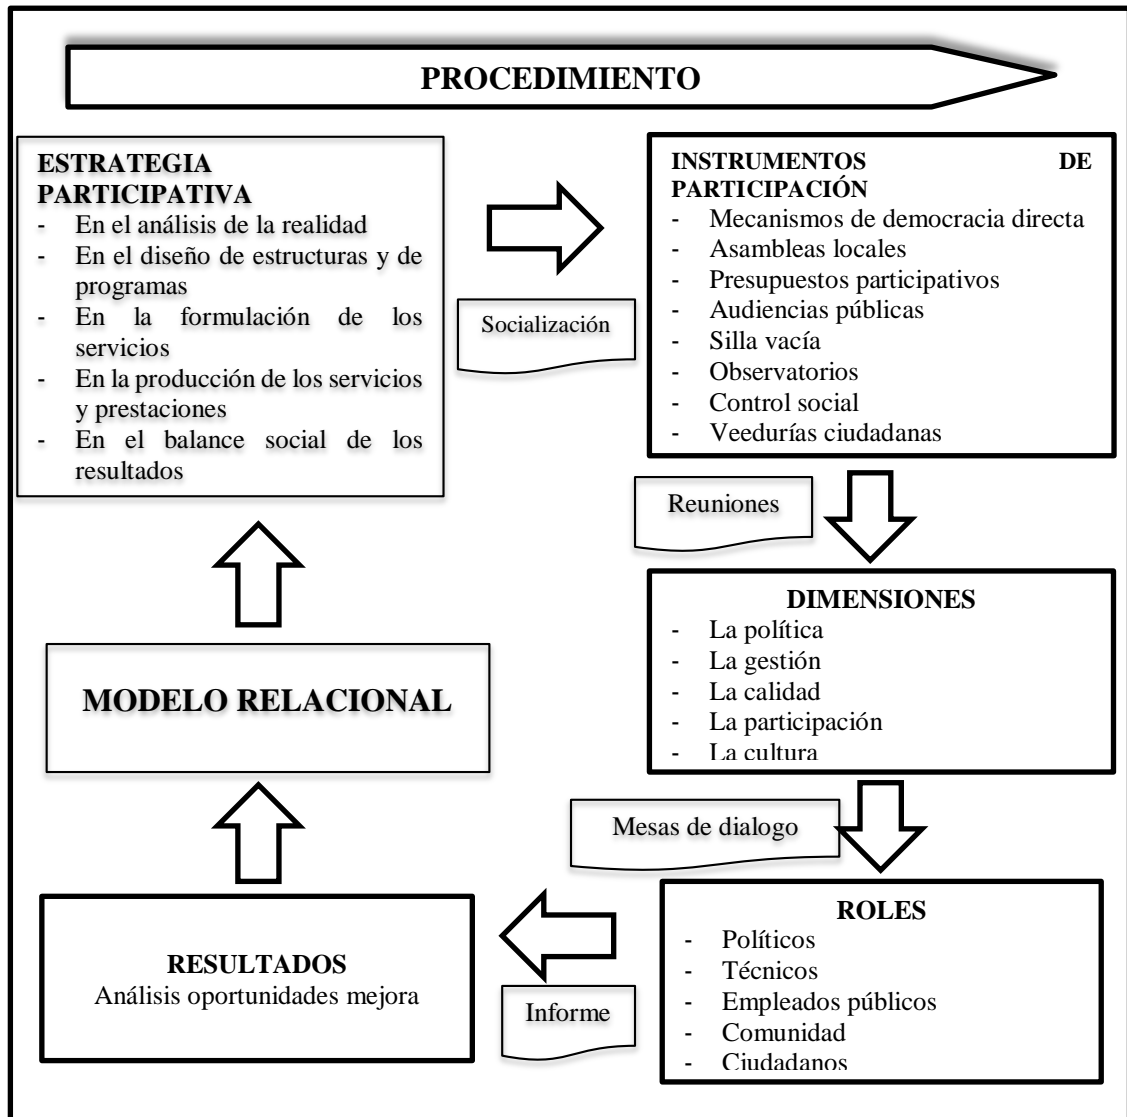 PROCEDIMIENTO
ESTRATEGIA
PARTICIPATIVA
- En el análisis de la realidad
- En el diseño de estructuras y de
programas
- En la formulación de los
servicios
- En la producción de los servicios
y prestaciones
- En el balance social de los
resultados
Socialización
INSTRUMENTOS DE
PARTICIPACIÓN
- Mecanismos de democracia directa
- Asambleas locales
- Presupuestos participativos
- Audiencias públicas
- Silla vacía
- Observatorios
- Control social
- Veedurías ciudadanas
Reuniones
DIMENSIONES
- La política
- La gestión
- La calidad
- La participación
- La cultura
MODELO RELACIONAL
Mesas de dialogo
ROLES
- Políticos
- Técnicos
- Empleados públicos
- Comunidad
- Ciudadanos
Informe
RESULTADOS
Análisis oportunidades mejora